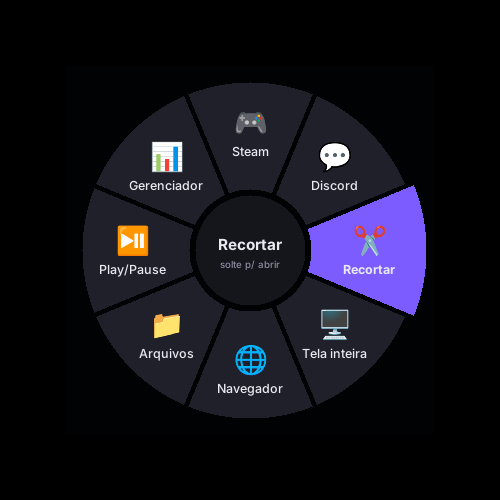 Steam
Gerenciador
Discord
Play/Pause
Recortar
solte p/ abrir
Recortar
Arquivos
Tela inteira
Navegador